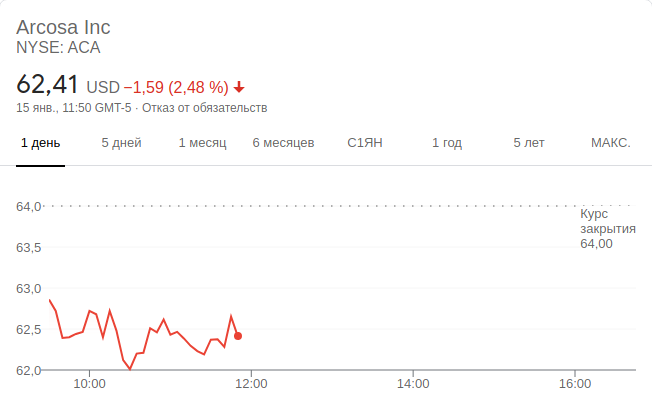 Arcosa Inc
NYSE: ACA
62,41 USD −1,59 (2,48 %)
15 янв., 11:50 GMT-5 · Отказ от обязательств
1 день 5 дней 1 месяц 6 месяцев С1ЯН 1 год 5 лет МАКС.
64,0
Курс
закрытия
64,00
63,5
63,0
62,5
62,0
10:00 12:00 14:00 16:00